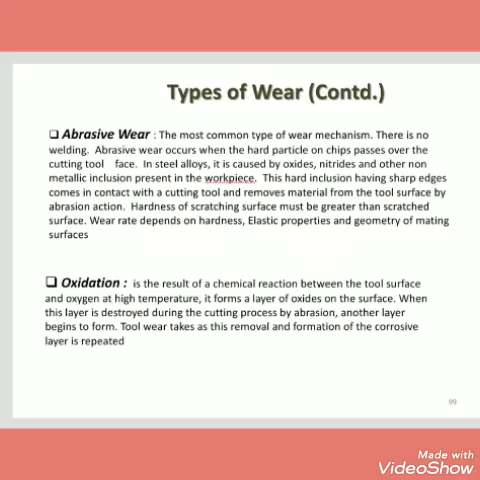 Types of Wear (Contd.)
❑ Abrasive Wear : The most common type of wear mechanism. There is no
welding. Abrasive wear occurs when the hard particle on chips passes over the
cutting tool face. In steel alloys, it is caused by oxides, nitrides and other non
metallic inclusion present in the workpiece. This hard inclusion having sharp edges
comes in contact with a cutting tool and removes material from the tool surface by
abrasion action. Hardness of scratching surface must be greater than scratched
surface. Wear rate depends on hardness, Elastic properties and geometry of mating
surfaces
❑ Oxidation : is the result of a chemical reaction between the tool surface
and oxygen at high temperature, it forms a layer of oxides on the surface. When
this layer is destroyed during the cutting process by abrasion, another layer
begins to form. Tool wear takes as this removal and formation of the corrosive
layer is repeated
99
Made with
VideoShow